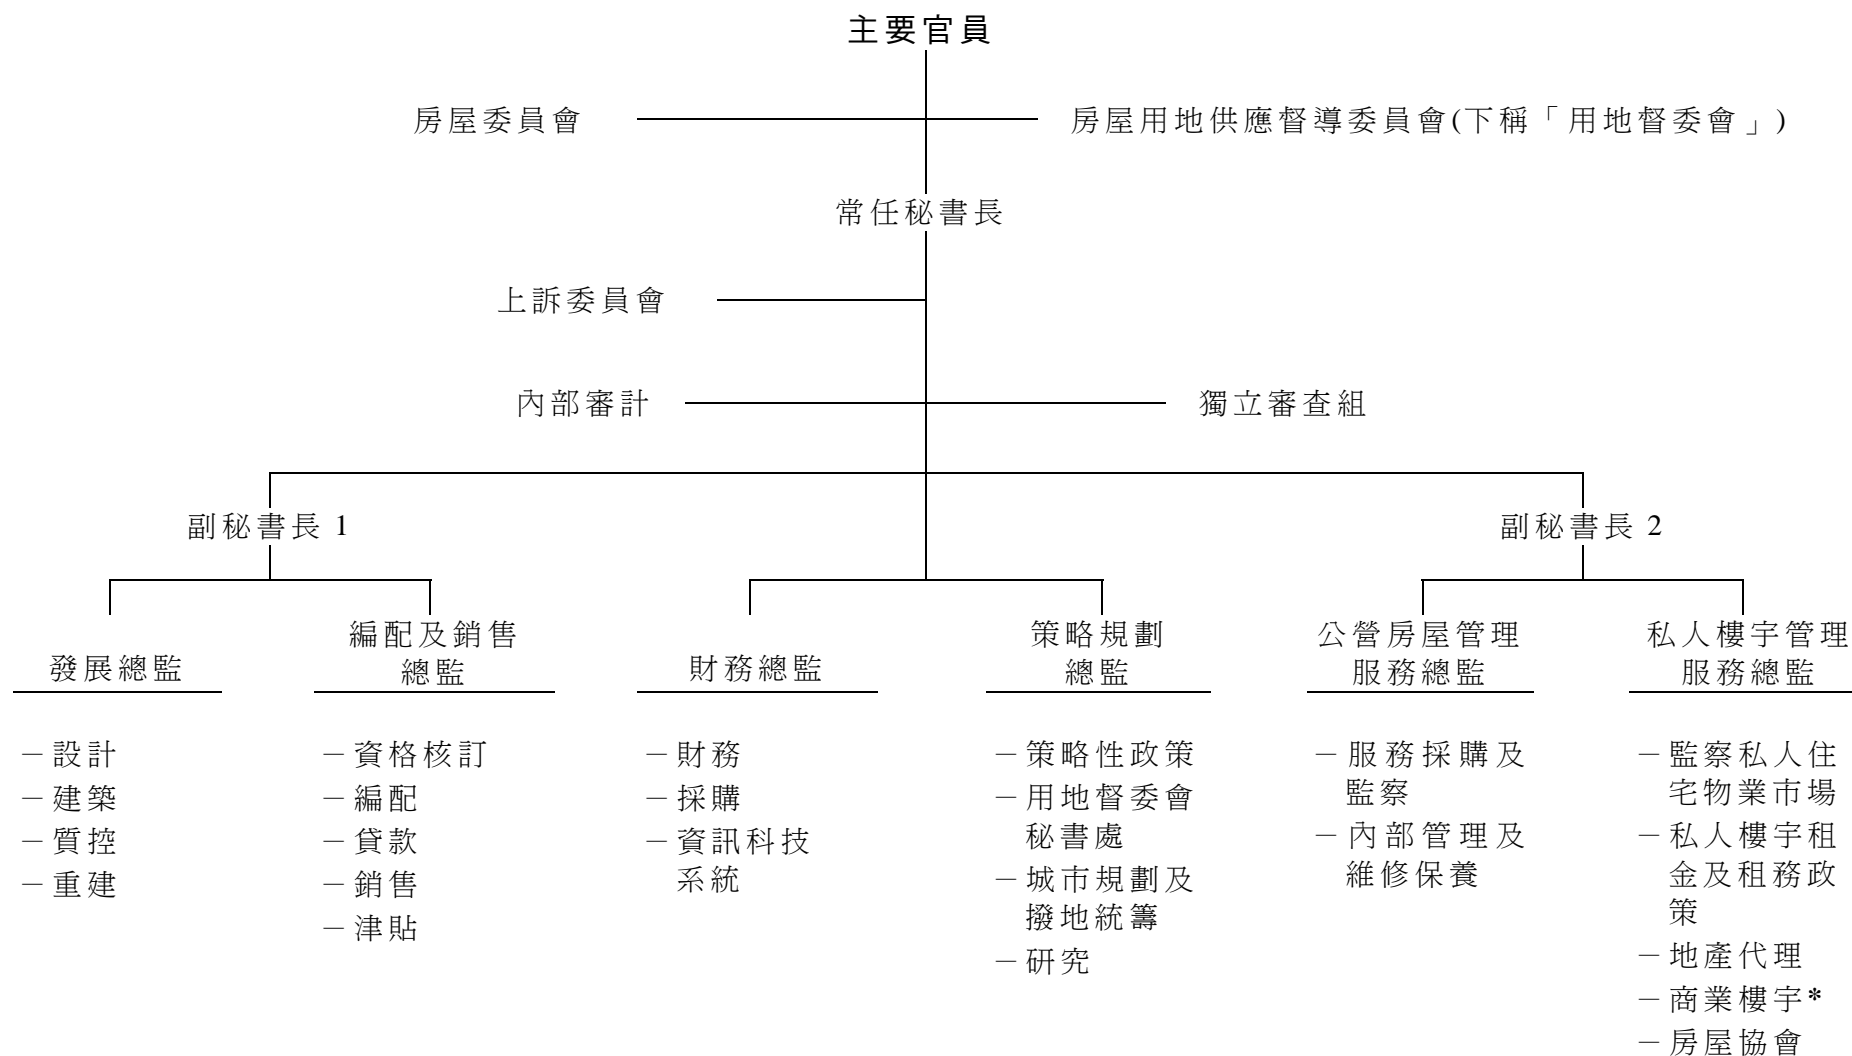 主要官員
房屋委員會
房屋用地供應督導委員會(下稱「用地督委會」)
常任秘書長
上訴委員會
內部審計
獨立審查組
副秘書長 1
副秘書長 2
發展總監
－設計
－建築
－質控
－重建
編配及銷售
總監
－資格核訂
－編配
－貸款
－銷售
－津貼
財務總監
－財務
－採購
－資訊科技
系統
策略規劃
總監
－策略性政策
－用地督委會
秘書處
－城市規劃及
撥地統籌
－研究
公營房屋管理
服務總監
－服務採購及
監察
－內部管理及
維修保養
私人樓宇管理
服務總監
－監察私人住
宅物業市場
－私人樓宇租
金及租務政
策
－地產代理
－商業樓宇*
－房屋協會